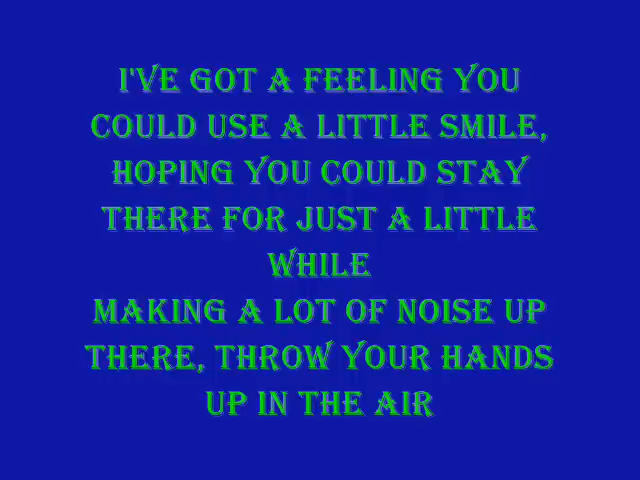 I'VE GOT A FEELING YOU
COULD USE A LITTLE SMILE,
HOPING YOU COULD STAY
THERE FOR JUST A LITTLE
WHILE
MAKING A LOT OF NOISE UP
THERE, THROW YOUR HANDS
UP IN THE AIR